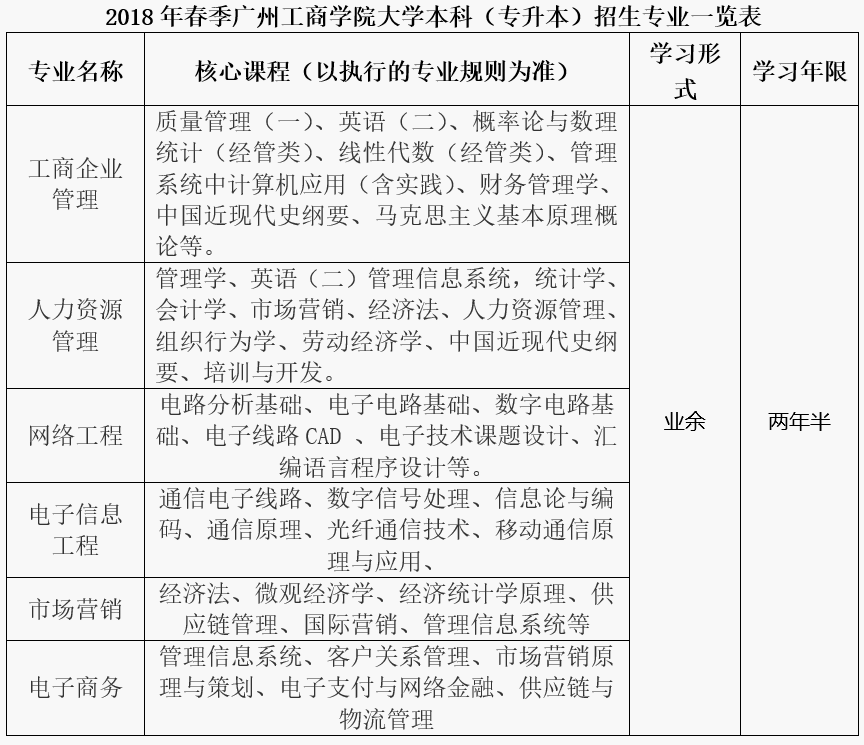 2018 年春季广州工商学院大学本科（专升本）招生专业一览表
专业名称
核心课程（以执行的专业规则为准）
学习形
式
学习年限
工商企业
管理
质量管理（一）、英语（二）、概率论与数理
统计（经管类）、线性代数（经管类）、管理
系统中计算机应用（含实践）、财务管理学、
中国近现代史纲要、马克思主义基本原理概
论等。
人力资源
管理
管理学、英语（二）管理信息系统，统计学、
会计学、市场营销、经济法、人力资源管理、
组织行为学、劳动经济学、中国近现代史纲
要、培训与开发。
网络工程
电路分析基础、电子电路基础、数字电路基
础、电子线路 CAD 、电子技术课题设计、汇
编语言程序设计等。
业余
两年半
电子信息
工程
通信电子线路、数字信号处理、信息论与编
码、通信原理、光纤通信技术、移动通信原
理与应用、
市场营销
经济法、微观经济学、经济统计学原理、供
应链管理、国际营销、管理信息系统等
电子商务
管理信息系统、客户关系管理、市场营销原
理与策划、电子支付与网络金融、供应链与
物流管理